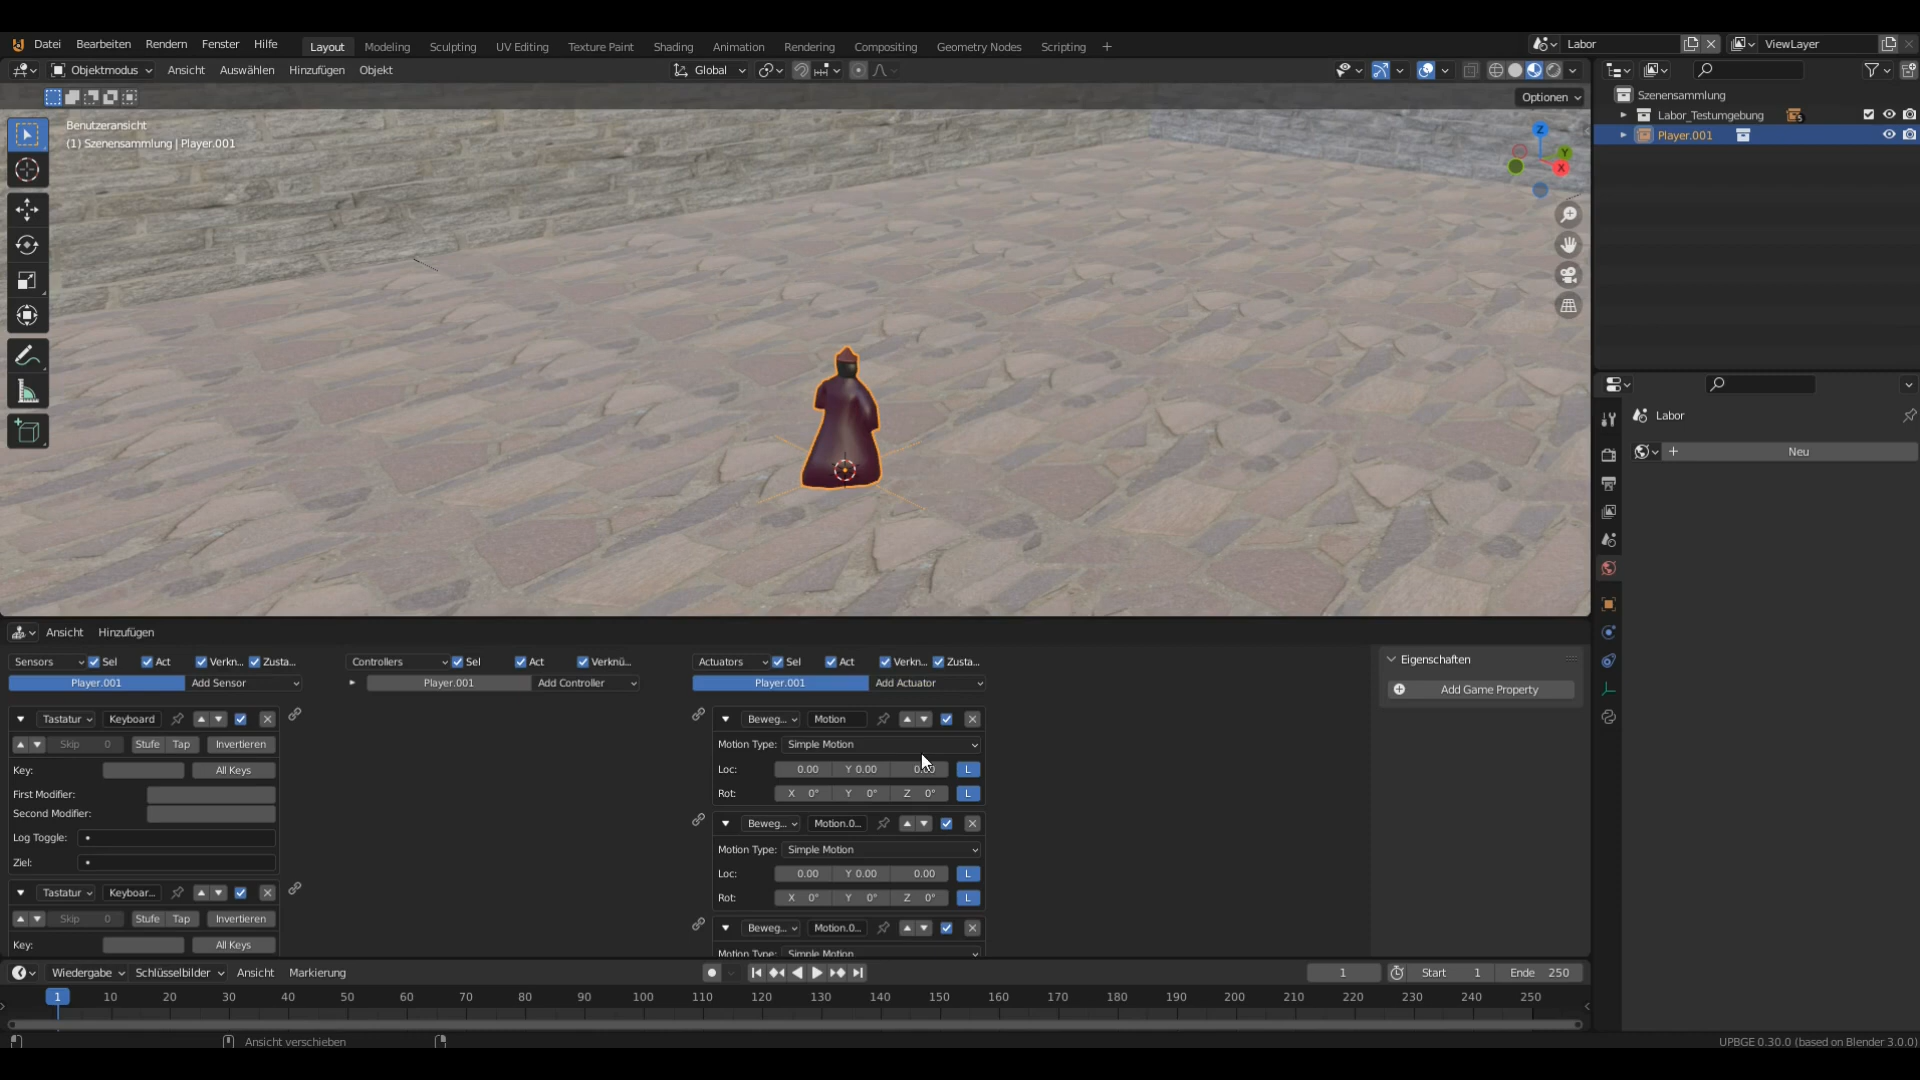 Datei Bearbeiten Rendern Fenster Hilfe Layout Modeling Sculpting UV Editing Texture Paint Shading Animation Rendering Compositing Geometry Nodes Scripting + Labor ViewLayer
Objektmodus Ansicht Auswählen Hinzufügen Objekt Global
Optionen
Szenensammlung
Labor_Testumgebung 5
Player.001
Benutzeransicht
(1) Szenensammlung | Player.001
Z
Y
X
Labor
Neu
Ansicht Hinzufügen
Sensors Sel Act Verkn... Zusta... Controllers Sel Act Verknü... Actuators Sel Act Verkn... Zusta... Eigenschaften
Player.001 Add Sensor Player.001 Add Controller Player.001 Add Actuator Add Game Property
Tastatur Keyboard Beweg... Motion
Skip 0 Stufe Tap Invertieren Motion Type: Simple Motion
Key: All Keys Loc: 0.00 Y 0.00 0.00 L
First Modifier: Rot: X 0° Y 0° Z 0° L
Second Modifier: Beweg... Motion.0...
Log Toggle: Motion Type: Simple Motion
Ziel: Loc: 0.00 Y 0.00 0.00 L
Tastatur Keyboar... Rot: X 0° Y 0° Z 0° L
Skip 0 Stufe Tap Invertieren Beweg... Motion.0...
Key: All Keys Motion Type: Simple Motion
Wiedergabe Schlüsselbilder Ansicht Markierung 1 Start 1 Ende 250
1 10 20 30 40 50 60 70 80 90 100 110 120 130 140 150 160 170 180 190 200 210 220 230 240 250
Ansicht verschieben UPBGE 0.30.0 (based on Blender 3.0.0)